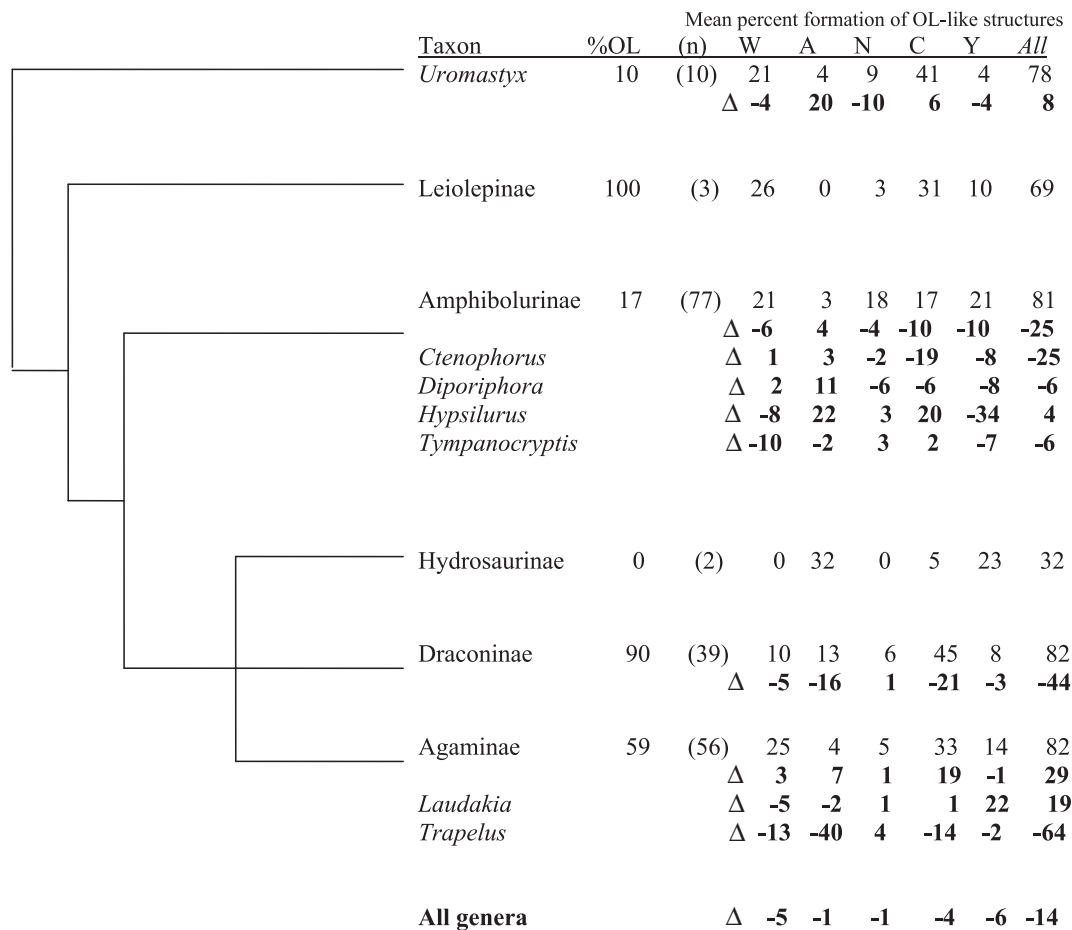 Mean percent formation of OL-like structures
Taxon %OL (n) W A N C Y All
Uromastyx 10 (10) 21 4 9 41 4 78
Δ -4 20 -10 6 -4 8
Leiolepinae 100 (3) 26 0 3 31 10 69
Amphibolurinae 17 (77) 21 3 18 17 21 81
Δ -6 4 -4 -10 -10 -25
Ctenophorus Δ 1 3 -2 -19 -8 -25
Diporiphora Δ 2 11 -6 -6 -8 -6
Hypsilurus Δ -8 22 3 20 -34 4
Tympanocryptis Δ -10 -2 3 2 -7 -6
Hydrosaurinae 0 (2) 0 32 0 5 23 32
Draconinae 90 (39) 10 13 6 45 8 82
Δ -5 -16 1 -21 -3 -44
Agaminae 59 (56) 25 4 5 33 14 82
Δ 3 7 1 19 -1 29
Laudakia Δ -5 -2 1 1 22 19
Trapelus Δ -13 -40 4 -14 -2 -64
All genera Δ -5 -1 -1 -4 -6 -14